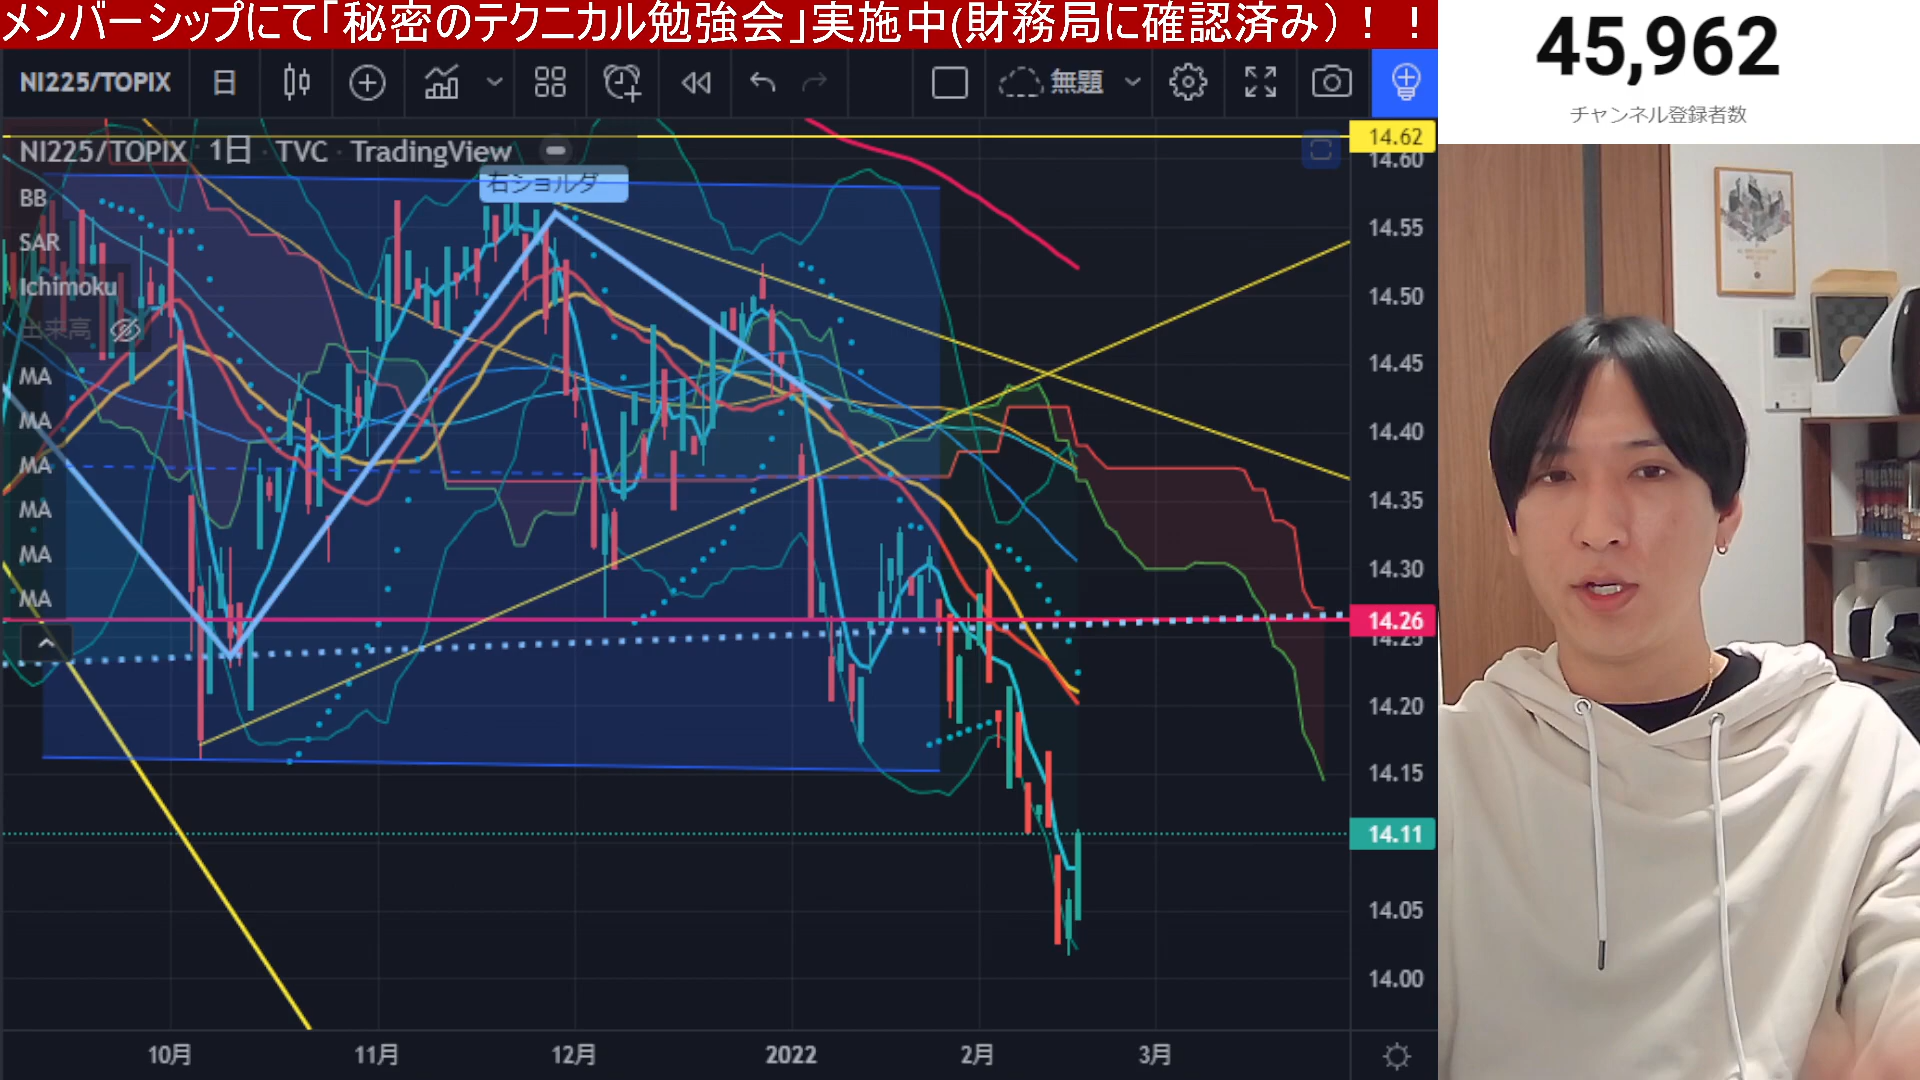 メンバーシップにて「秘密のテクニカル勉強会」実施中(財務局に確認済み）！！
45,962
チャンネル登録者数
NI225/TOPIX
日
無題
NI225/TOPIX · 1日 · TVC · TradingView
右ショルダ
BB
SAR
Ichimoku
出来高
MA
MA
MA
MA
MA
MA
14.62
14.60
14.55
14.50
14.45
14.40
14.35
14.30
14.26
14.25
14.20
14.15
14.11
14.05
14.00
10月
11月
12月
2022
2月
3月